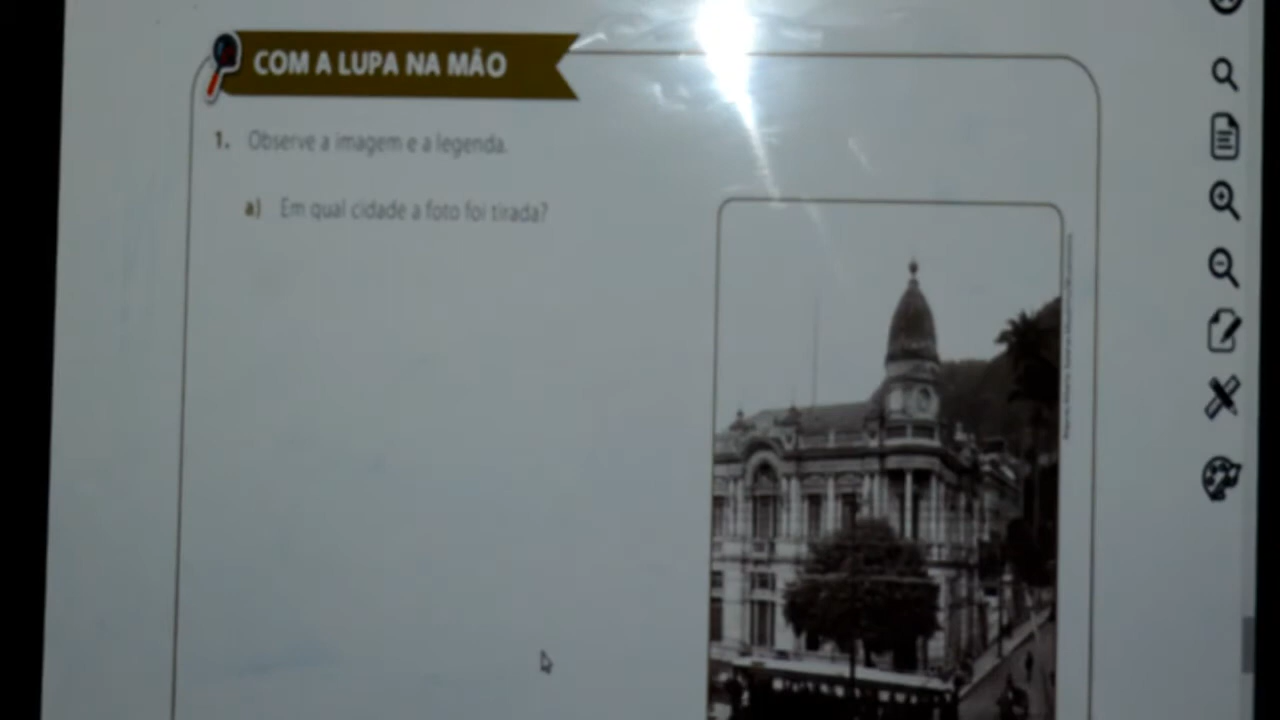 COM A LUPA NA MÃO
1. Observe a imagem e a legenda.
a) Em qual cidade a foto foi tirada?